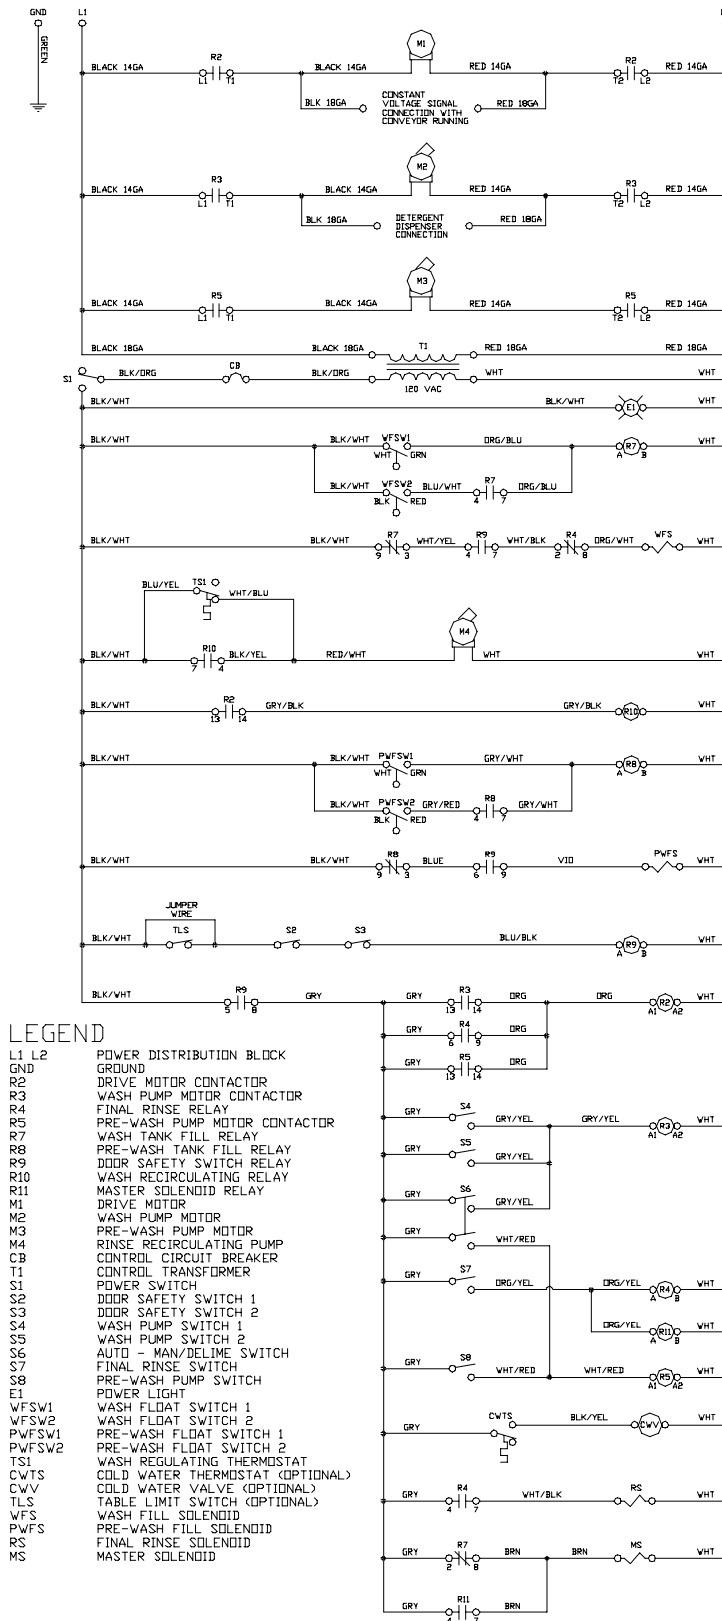 GND L1
GREEN
M1
R2 R2
BLACK 14GA BLACK 14GA RED 14GA RED 14GA
L1 T1 T2 L2
BLK 18GA CONSTANT VOLTAGE SIGNAL CONNECTION WITH CONVEYOR RUNNING RED 18GA
M2
R3 R3
BLACK 14GA BLACK 14GA RED 14GA RED 14GA
L1 T1 T2 L2
BLK 18GA DETERGENT DISPENSER CONNECTION RED 18GA
M3
R5 R5
BLACK 14GA BLACK 14GA RED 14GA RED 14GA
L1 T1 T2 L2
BLACK 18GA BLACK 18GA T1 RED 18GA RED 18GA
S1 BLK/ORG CB BLK/ORG WHT WHT
120 VAC
BLK/WHT BLK/WHT E1 WHT
BLK/WHT BLK/WHT WFSW1 ORG/BLU R7 WHT
WHT GRN A B
BLK/WHT WFSW2 BLU/WHT R7 ORG/BLU
BLK RED 4 7
BLK/WHT BLK/WHT R7 WHT/YEL R9 WHT/BLK R4 ORG/WHT WFS WHT
9 3 4 7 2 8
BLU/YEL TS1 WHT/BLU
M4
BLK/WHT R10 BLK/YEL RED/WHT WHT WHT
7 4
BLK/WHT R2 GRY/BLK GRY/BLK R10 WHT
13 14
BLK/WHT BLK/WHT PWFSW1 GRY/WHT R8 WHT
WHT GRN A B
BLK/WHT PWFSW2 GRY/RED R8 GRY/WHT
BLK RED 4 7
BLK/WHT BLK/WHT R8 BLUE R9 VIO PWFS WHT
9 3 6 9
JUMPER WIRE
BLK/WHT TLS S2 S3 BLU/BLK R9 WHT
A B
BLK/WHT R9 GRY GRY R3 ORG ORG R2 WHT
5 8 13 14 A1 A2
GRY R4 ORG
6 9
GRY R5 ORG
13 14
GRY S4 GRY/YEL GRY/YEL R3 WHT
A1 A2
GRY S5 GRY/YEL
GRY S6 GRY/YEL
GRY WHT/RED
GRY S7 ORG/YEL ORG/YEL R4 WHT
A B
ORG/YEL R11
A B
GRY S8 WHT/RED WHT/RED R5 WHT
A1 A2
GRY CWTS BLK/YEL CWV WHT
GRY R4 WHT/BLK RS WHT
4 7
GRY R7 BRN BRN MS WHT
2 8
GRY R11 BRN
4 7
LEGEND
L1 L2 POWER DISTRIBUTION BLOCK
GND GROUND
R2 DRIVE MOTOR CONTACTOR
R3 WASH PUMP MOTOR CONTACTOR
R4 FINAL RINSE RELAY
R5 PRE-WASH PUMP MOTOR CONTACTOR
R7 WASH TANK FILL RELAY
R8 PRE-WASH TANK FILL RELAY
R9 DOOR SAFETY SWITCH RELAY
R10 WASH RECIRCULATING RELAY
R11 MASTER SOLENOID RELAY
M1 DRIVE MOTOR
M2 WASH PUMP MOTOR
M3 PRE-WASH PUMP MOTOR
M4 RINSE RECIRCULATING PUMP
CB CONTROL CIRCUIT BREAKER
T1 CONTROL TRANSFORMER
S1 POWER SWITCH
S2 DOOR SAFETY SWITCH 1
S3 DOOR SAFETY SWITCH 2
S4 WASH PUMP SWITCH 1
S5 WASH PUMP SWITCH 2
S6 AUTO - MAN/DELIME SWITCH
S7 FINAL RINSE SWITCH
S8 PRE-WASH PUMP SWITCH
E1 POWER LIGHT
WFSW1 WASH FLOAT SWITCH 1
WFSW2 WASH FLOAT SWITCH 2
PWFSW1 PRE-WASH FLOAT SWITCH 1
PWFSW2 PRE-WASH FLOAT SWITCH 2
TS1 WASH REGULATING THERMOSTAT
CWTS COLD WATER THERMOSTAT (OPTIONAL)
CWV COLD WATER VALVE (OPTIONAL)
TLS TABLE LIMIT SWITCH (OPTIONAL)
WFS WASH FILL SOLENOID
PWFS PRE-WASH FILL SOLENOID
RS FINAL RINSE SOLENOID
MS MASTER SOLENOID